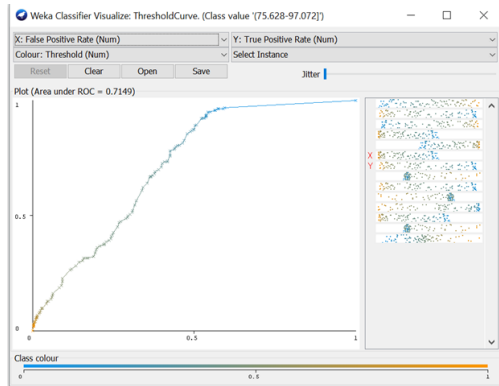 Weka Classifier Visualize: ThresholdCurve. (Class value '(75.628-97.072]')
X: False Positive Rate (Num)
Y: True Positive Rate (Num)
Colour: Threshold (Num)
Select Instance
Reset
Clear
Open
Save
Jitter
Plot (Area under ROC = 0.7149)
1
0.5
0
0
0.5
1
X
Y
Class colour
0
0.5
1